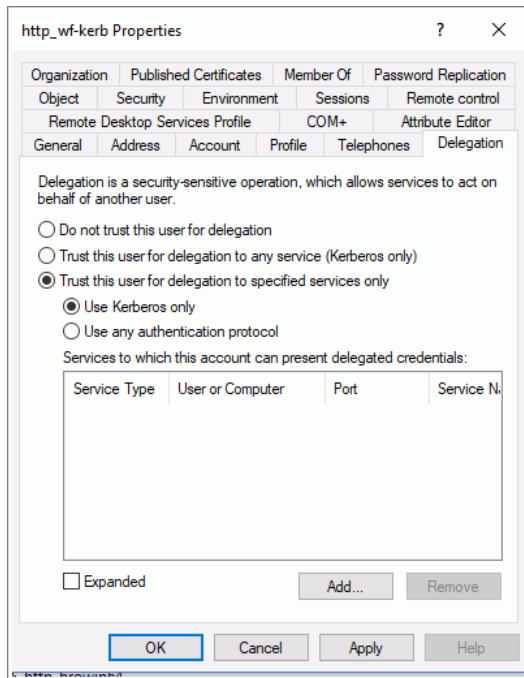 http_wf-kerb Properties ? ×
Organization Published Certificates Member Of Password Replication
Object Security Environment Sessions Remote control
Remote Desktop Services Profile COM+ Attribute Editor
General Address Account Profile Telephones Delegation
Delegation is a security-sensitive operation, which allows services to act on
behalf of another user.
Do not trust this user for delegation
Trust this user for delegation to any service (Kerberos only)
Trust this user for delegation to specified services only
Use Kerberos only
Use any authentication protocol
Services to which this account can present delegated credentials:
Service Type User or Computer Port Service Na
Expanded Add... Remove
OK Cancel Apply Help